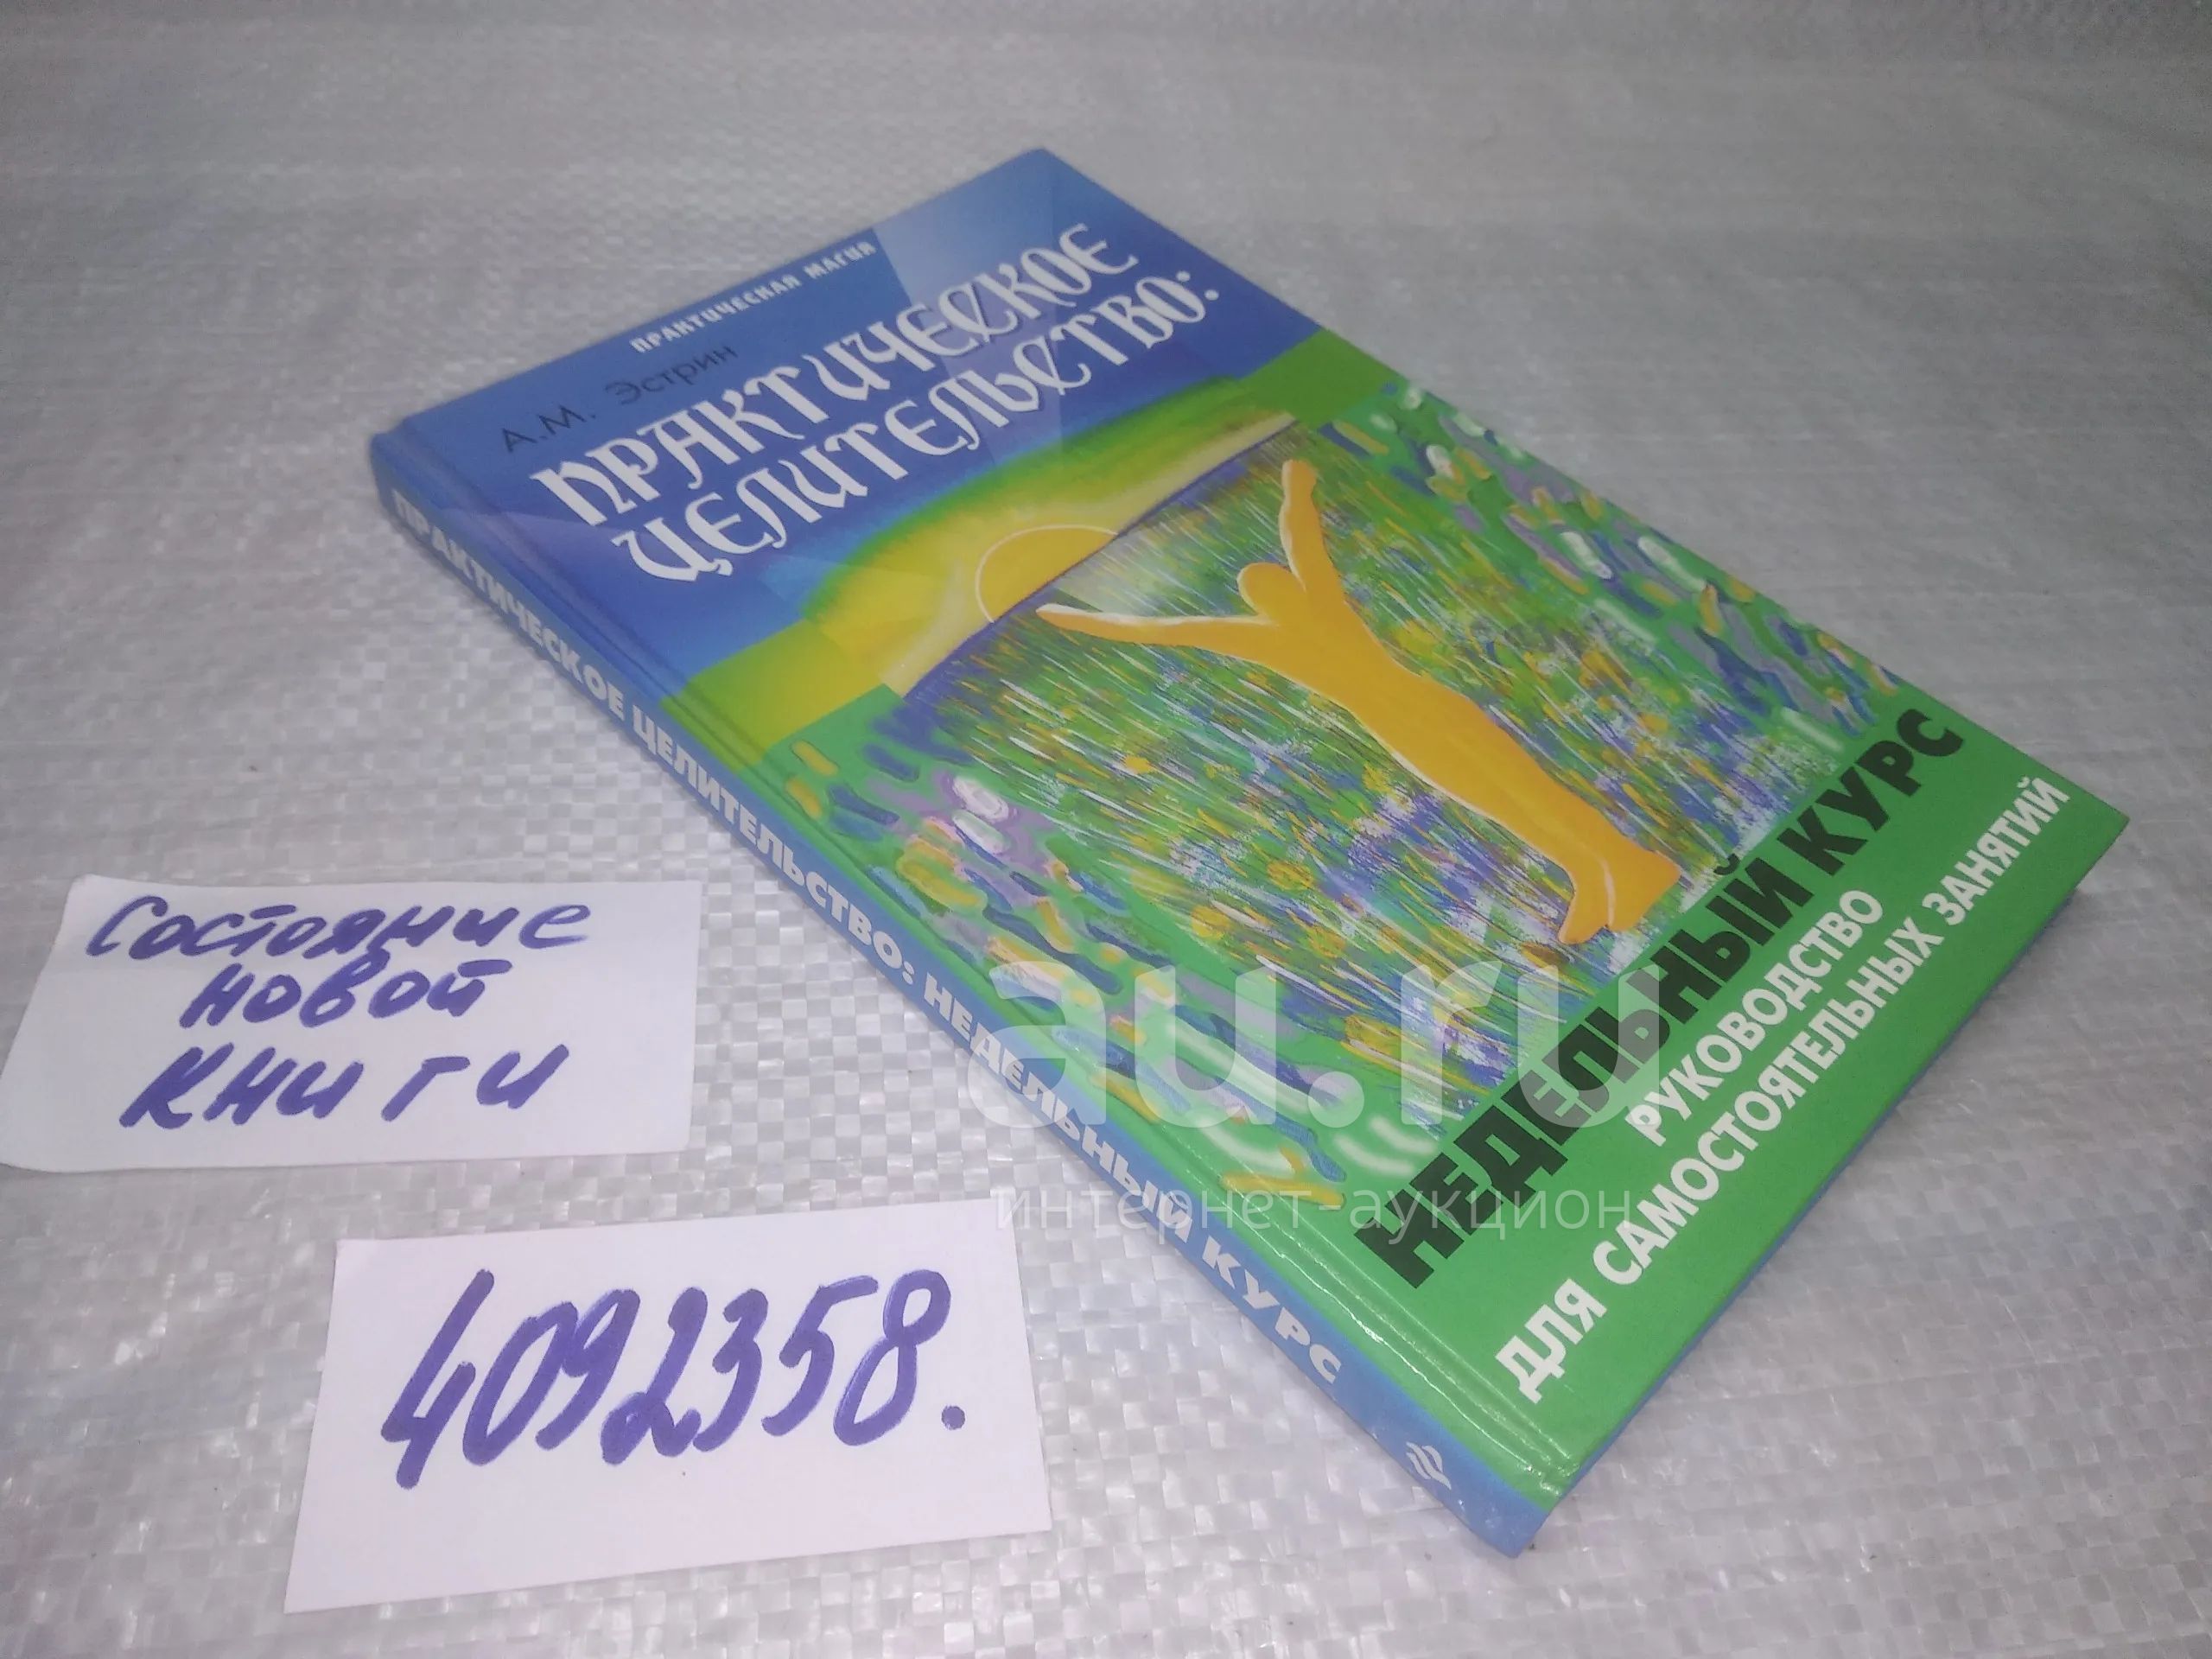 ПРАКТИЧЕСКАЯ МАГИЯ
А.М. Эстрин
ПРАКТИЧЕСКОЕ
ЦЕЛИТЕЛЬСТВО:
НЕДЕЛЬНЫЙ КУРС
РУКОВОДСТВО
ДЛЯ САМОСТОЯТЕЛЬНЫХ ЗАНЯТИЙ
ПРАКТИЧЕСКОЕ ЦЕЛИТЕЛЬСТВО: НЕДЕЛЬНЫЙ КУРС
Состояние
новой
книги
4092358.
au.ru
интернет-аукцион